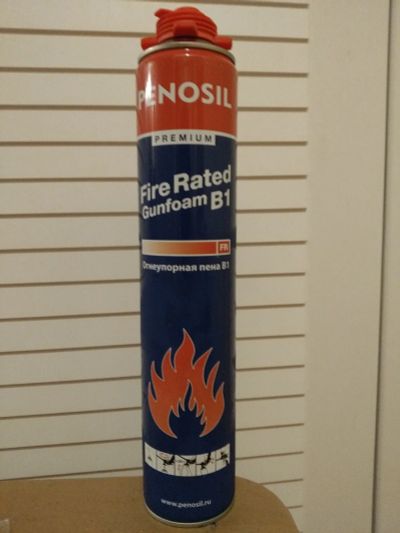 PENOSIL
PREMIUM
Fire Rated
Gunfoam B1
FR
Огнеупорная пена B1
www.penosil.ru